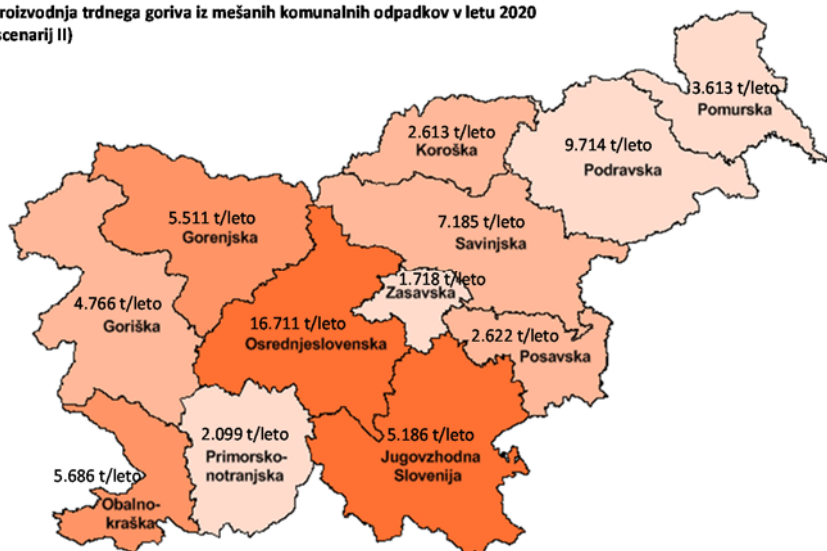 roizvodnja trdnega goriva iz mešanih komunalnih odpadkov v letu 2020
scenarij II)
3.613 t/leto
Pomurska
2.613 t/leto
Koroška
9.714 t/leto
Podravska
5.511 t/leto
Gorenjska
7.185 t/leto
Savinjska
1.718 t/leto
Zasavska
4.766 t/leto
Goriška
16.711 t/leto
Osrednjeslovenska
2.622 t/leto
Posavska
2.099 t/leto
Primorsko-
notranjska
5.186 t/leto
Jugovzhodna
Slovenija
5.686 t/leto
Obalno-
kraška